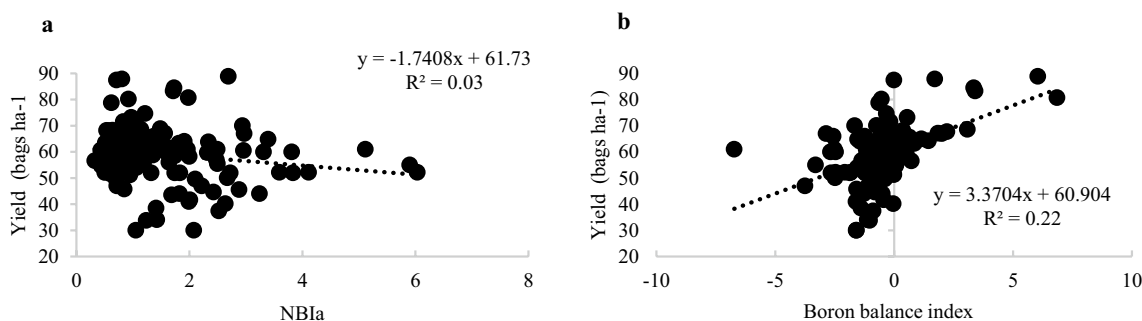 a
y = -1.7408x + 61.73
R² = 0.03
90
80
70
60
50
40
30
20
Yield (bags ha-1
0
2
4
6
8
NBIa
b
90
80
70
60
50
40
30
20
Yield (bags ha-1)
y = 3.3704x + 60.904
R² = 0.22
-10
-5
0
5
10
Boron balance index